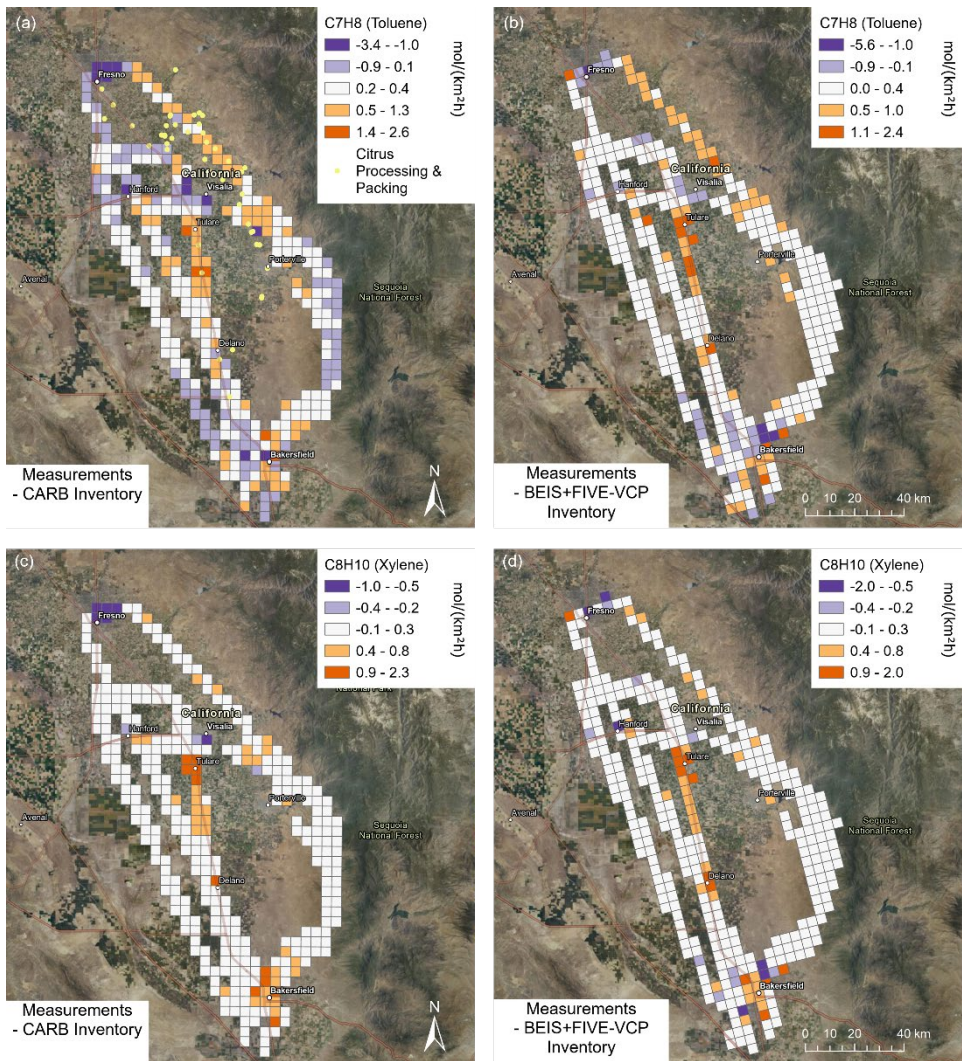 (a)
C7H8 (Toluene)
mol/(km²h)
-3.4 - -1.0
-0.9 - 0.1
0.2 - 0.4
0.5 - 1.3
1.4 - 2.6
Citrus
Processing &
Packing
Fresno
California
Visalia
Hanford
Tulare
Avenal
Porterville
Sequoia
National Forest
Delano
Bakersfield
Measurements
- CARB Inventory
N
(b)
C7H8 (Toluene)
mol/(km²h)
-5.6 - -1.0
-0.9 - -0.1
0.0 - 0.4
0.5 - 1.0
1.1 - 2.4
Fresno
California
Visalia
Hanford
Tulare
Avenal
Porterville
Sequoia
National Forest
Delano
Bakersfield
Measurements
- BEIS+FIVE-VCP
Inventory
0 10 20 40 km
(c)
C8H10 (Xylene)
mol/(km²h)
-1.0 - -0.5
-0.4 - -0.2
-0.1 - 0.3
0.4 - 0.8
0.9 - 2.3
Fresno
National Park
California
Visalia
Hanford
Tulare
Avenal
Porterville
Sequoia
National Forest
Delano
Bakersfield
Measurements
- CARB Inventory
N
(d)
C8H10 (Xylene)
mol/(km²h)
-2.0 - -0.5
-0.4 - -0.2
-0.1 - 0.3
0.4 - 0.8
0.9 - 2.0
Fresno
California
Visalia
Hanford
Tulare
Avenal
Porterville
Sequoia
National Forest
Delano
Bakersfield
Measurements
- BEIS+FIVE-VCP
Inventory
0 10 20 40 km